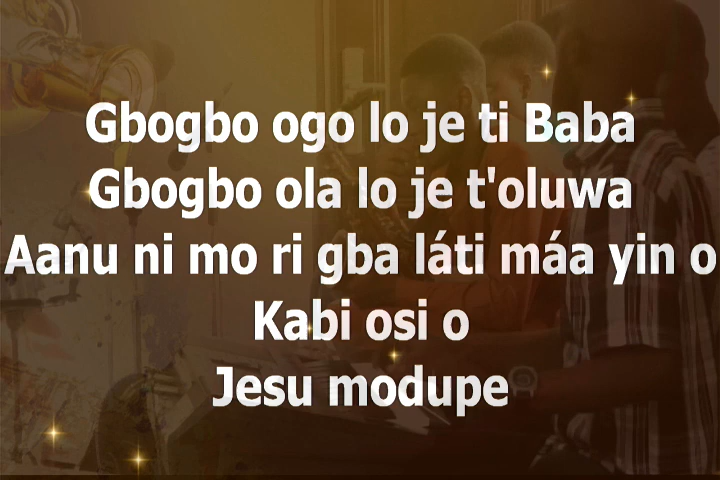 Gbogbo ogo lo je ti Baba
Gbogbo ola lo je t'oluwa
Aanu ni mo ri gba láti máa yin o
Kabi osi o
Jesu modupe